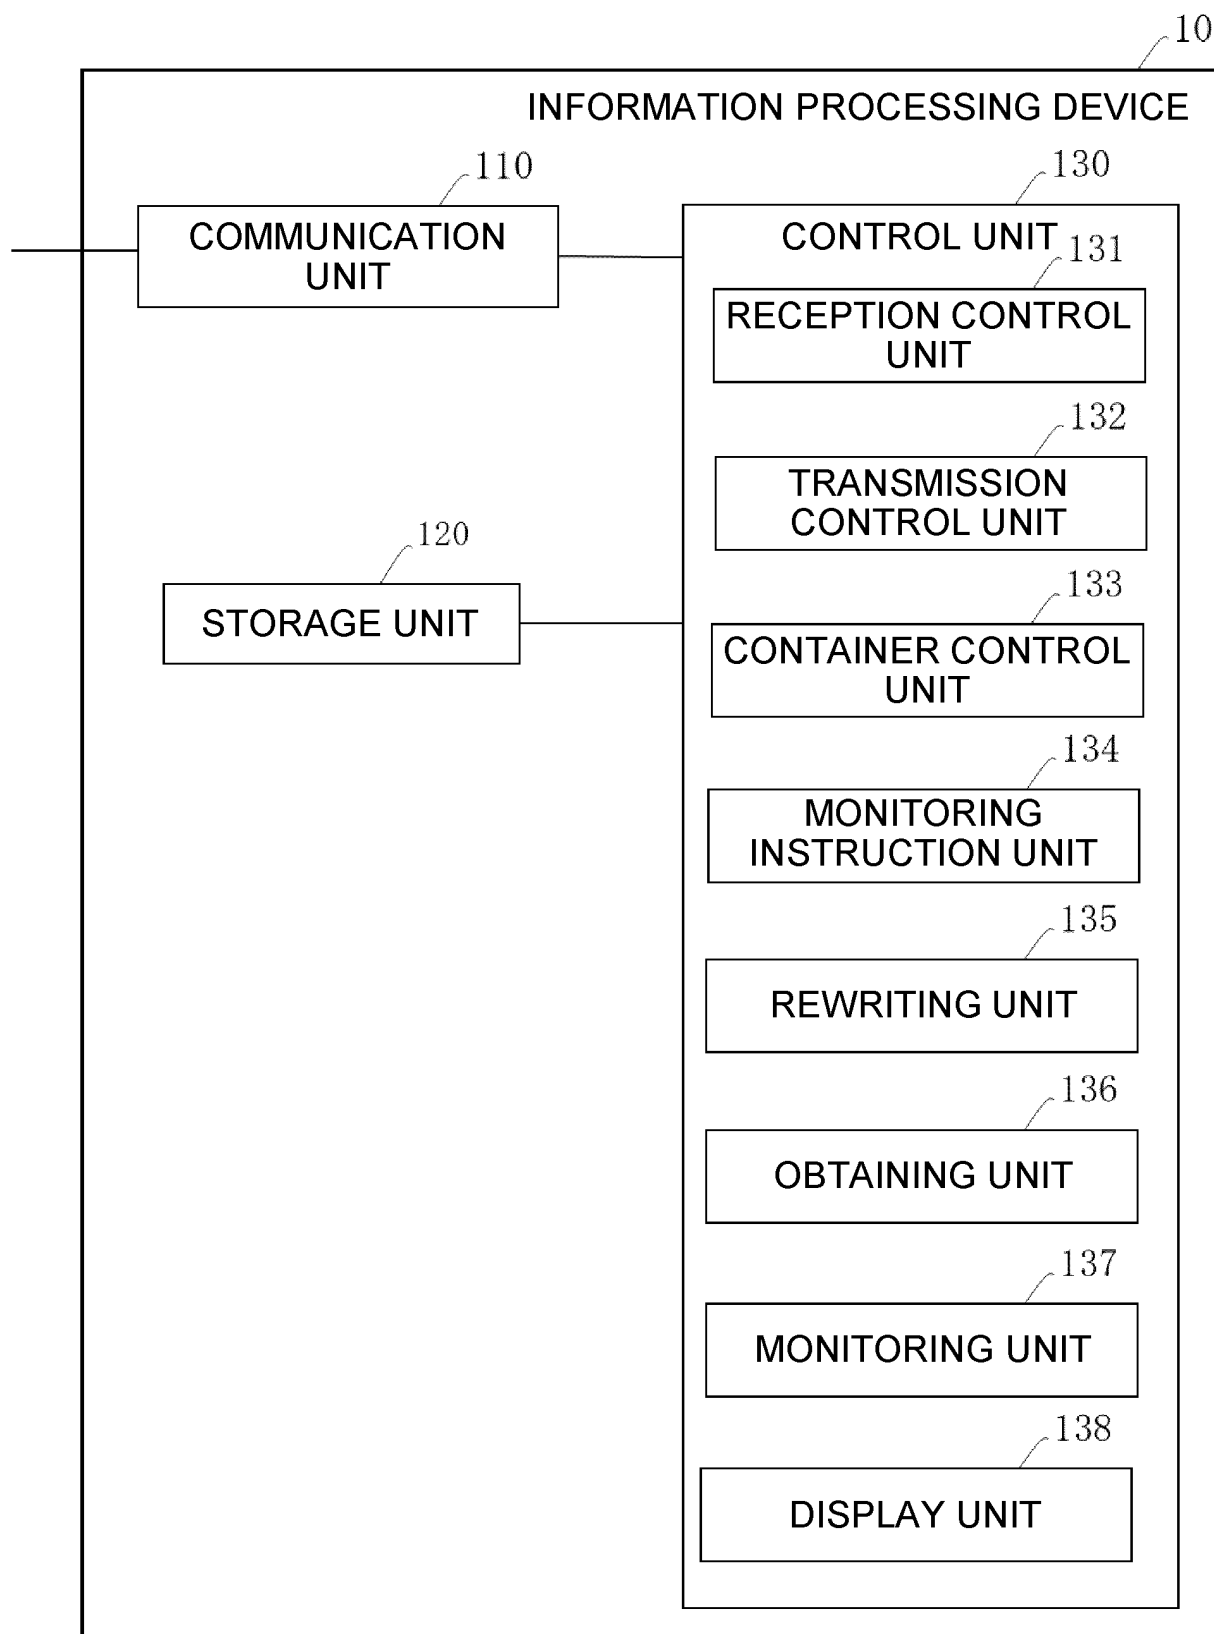 10
INFORMATION PROCESSING DEVICE
110
COMMUNICATION
UNIT
130
CONTROL UNIT
131
RECEPTION CONTROL
UNIT
132
TRANSMISSION
CONTROL UNIT
120
STORAGE UNIT
133
CONTAINER CONTROL
UNIT
134
MONITORING
INSTRUCTION UNIT
135
REWRITING UNIT
136
OBTAINING UNIT
137
MONITORING UNIT
138
DISPLAY UNIT